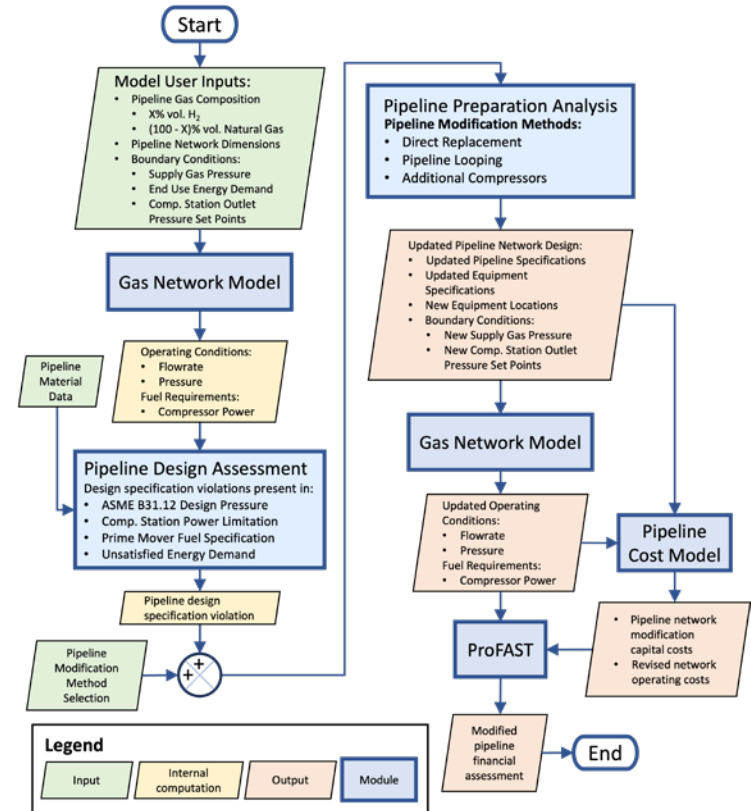 Start
Model User Inputs:
• Pipeline Gas Composition
• X% vol. H₂
• (100 - X)% vol. Natural Gas
• Pipeline Network Dimensions
• Boundary Conditions:
• Supply Gas Pressure
• End Use Energy Demand
• Comp. Station Outlet
Pressure Set Points
Gas Network Model
Operating Conditions:
• Flowrate
• Pressure
Fuel Requirements:
• Compressor Power
Pipeline
Material
Data
Pipeline Design Assessment
Design specification violations present in:
• ASME B31.12 Design Pressure
• Comp. Station Power Limitation
• Prime Mover Fuel Specification
• Unsatisfied Energy Demand
Pipeline design
specification violation
Pipeline
Modification
Method
Selection
+
+
Pipeline Preparation Analysis
Pipeline Modification Methods:
• Direct Replacement
• Pipeline Looping
• Additional Compressors
Updated Pipeline Network Design:
• Updated Pipeline Specifications
• Updated Equipment
Specifications
• New Equipment Locations
• Boundary Conditions:
• New Supply Gas Pressure
• New Comp. Station Outlet
Pressure Set Points
Gas Network Model
Updated Operating
Conditions:
• Flowrate
• Pressure
Fuel Requirements:
• Compressor Power
Pipeline
Cost Model
• Pipeline network
modification
capital costs
• Revised network
operating costs
ProFAST
Modified
pipeline
financial
assessment
End
Legend
Input
Internal
computation
Output
Module